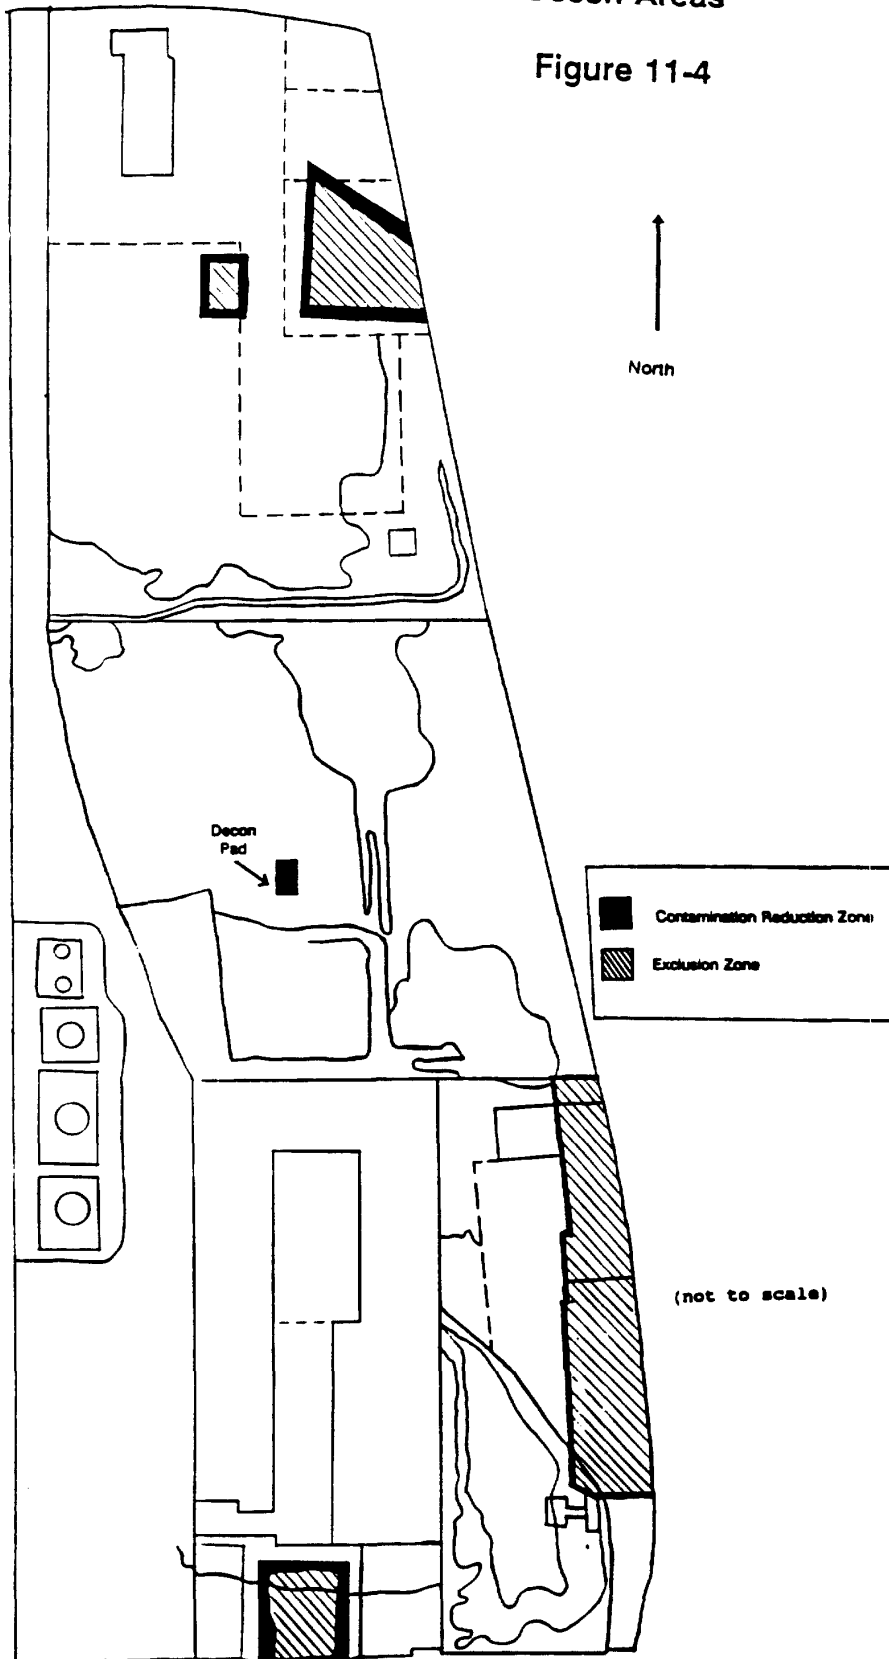 Decon Areas
Figure 11-4
North
Decon
Pad
Contamination Reduction Zone
Exclusion Zone
(not to scale)